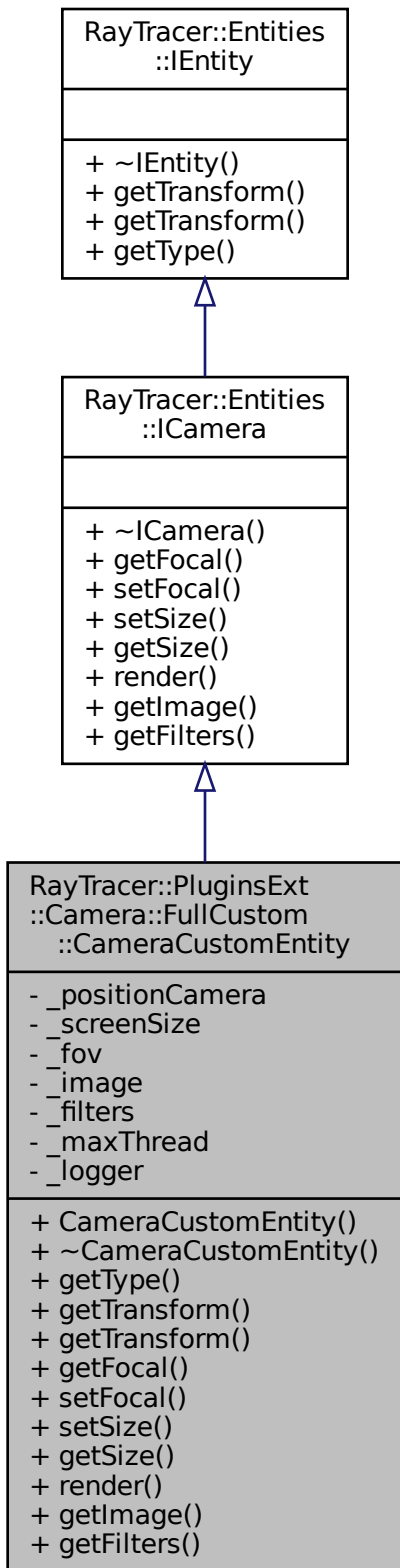 RayTracer::Entities
::IEntity
+ ~IEntity()
+ getTransform()
+ getTransform()
+ getType()
RayTracer::Entities
::ICamera
+ ~ICamera()
+ getFocal()
+ setFocal()
+ setSize()
+ getSize()
+ render()
+ getImage()
+ getFilters()
RayTracer::PluginsExt
::Camera::FullCustom
::CameraCustomEntity
- _positionCamera
- _screenSize
- _fov
- _image
- _filters
- _maxThread
- _logger
+ CameraCustomEntity()
+ ~CameraCustomEntity()
+ getType()
+ getTransform()
+ getTransform()
+ getFocal()
+ setFocal()
+ setSize()
+ getSize()
+ render()
+ getImage()
+ getFilters()